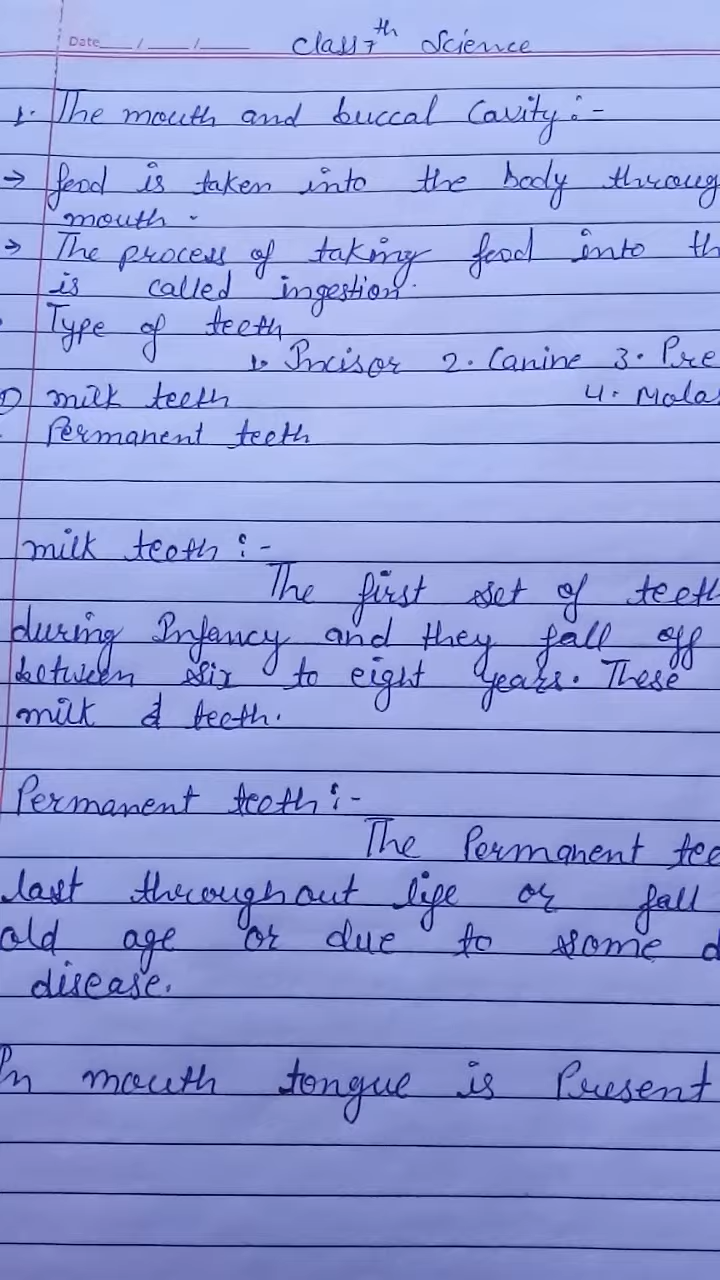 Date / /
Class 7th Science
1. The mouth and buccal Cavity :-
→ food is taken into the body throug
mouth.
→ The process of taking food into th
is called ingestion.
Type of teeth
1. Incisor 2. Canine 3. Pre
milk teeth 4. Mola
Permanent teeth
milk teeth :-
The first set of teeth
during Infancy and they fall off
between six to eight years. These
milk teeth.
Permanent teeth :-
The Permanent tee
last throughout life or fall
old age or due to some d
disease.
In mouth tongue is Present